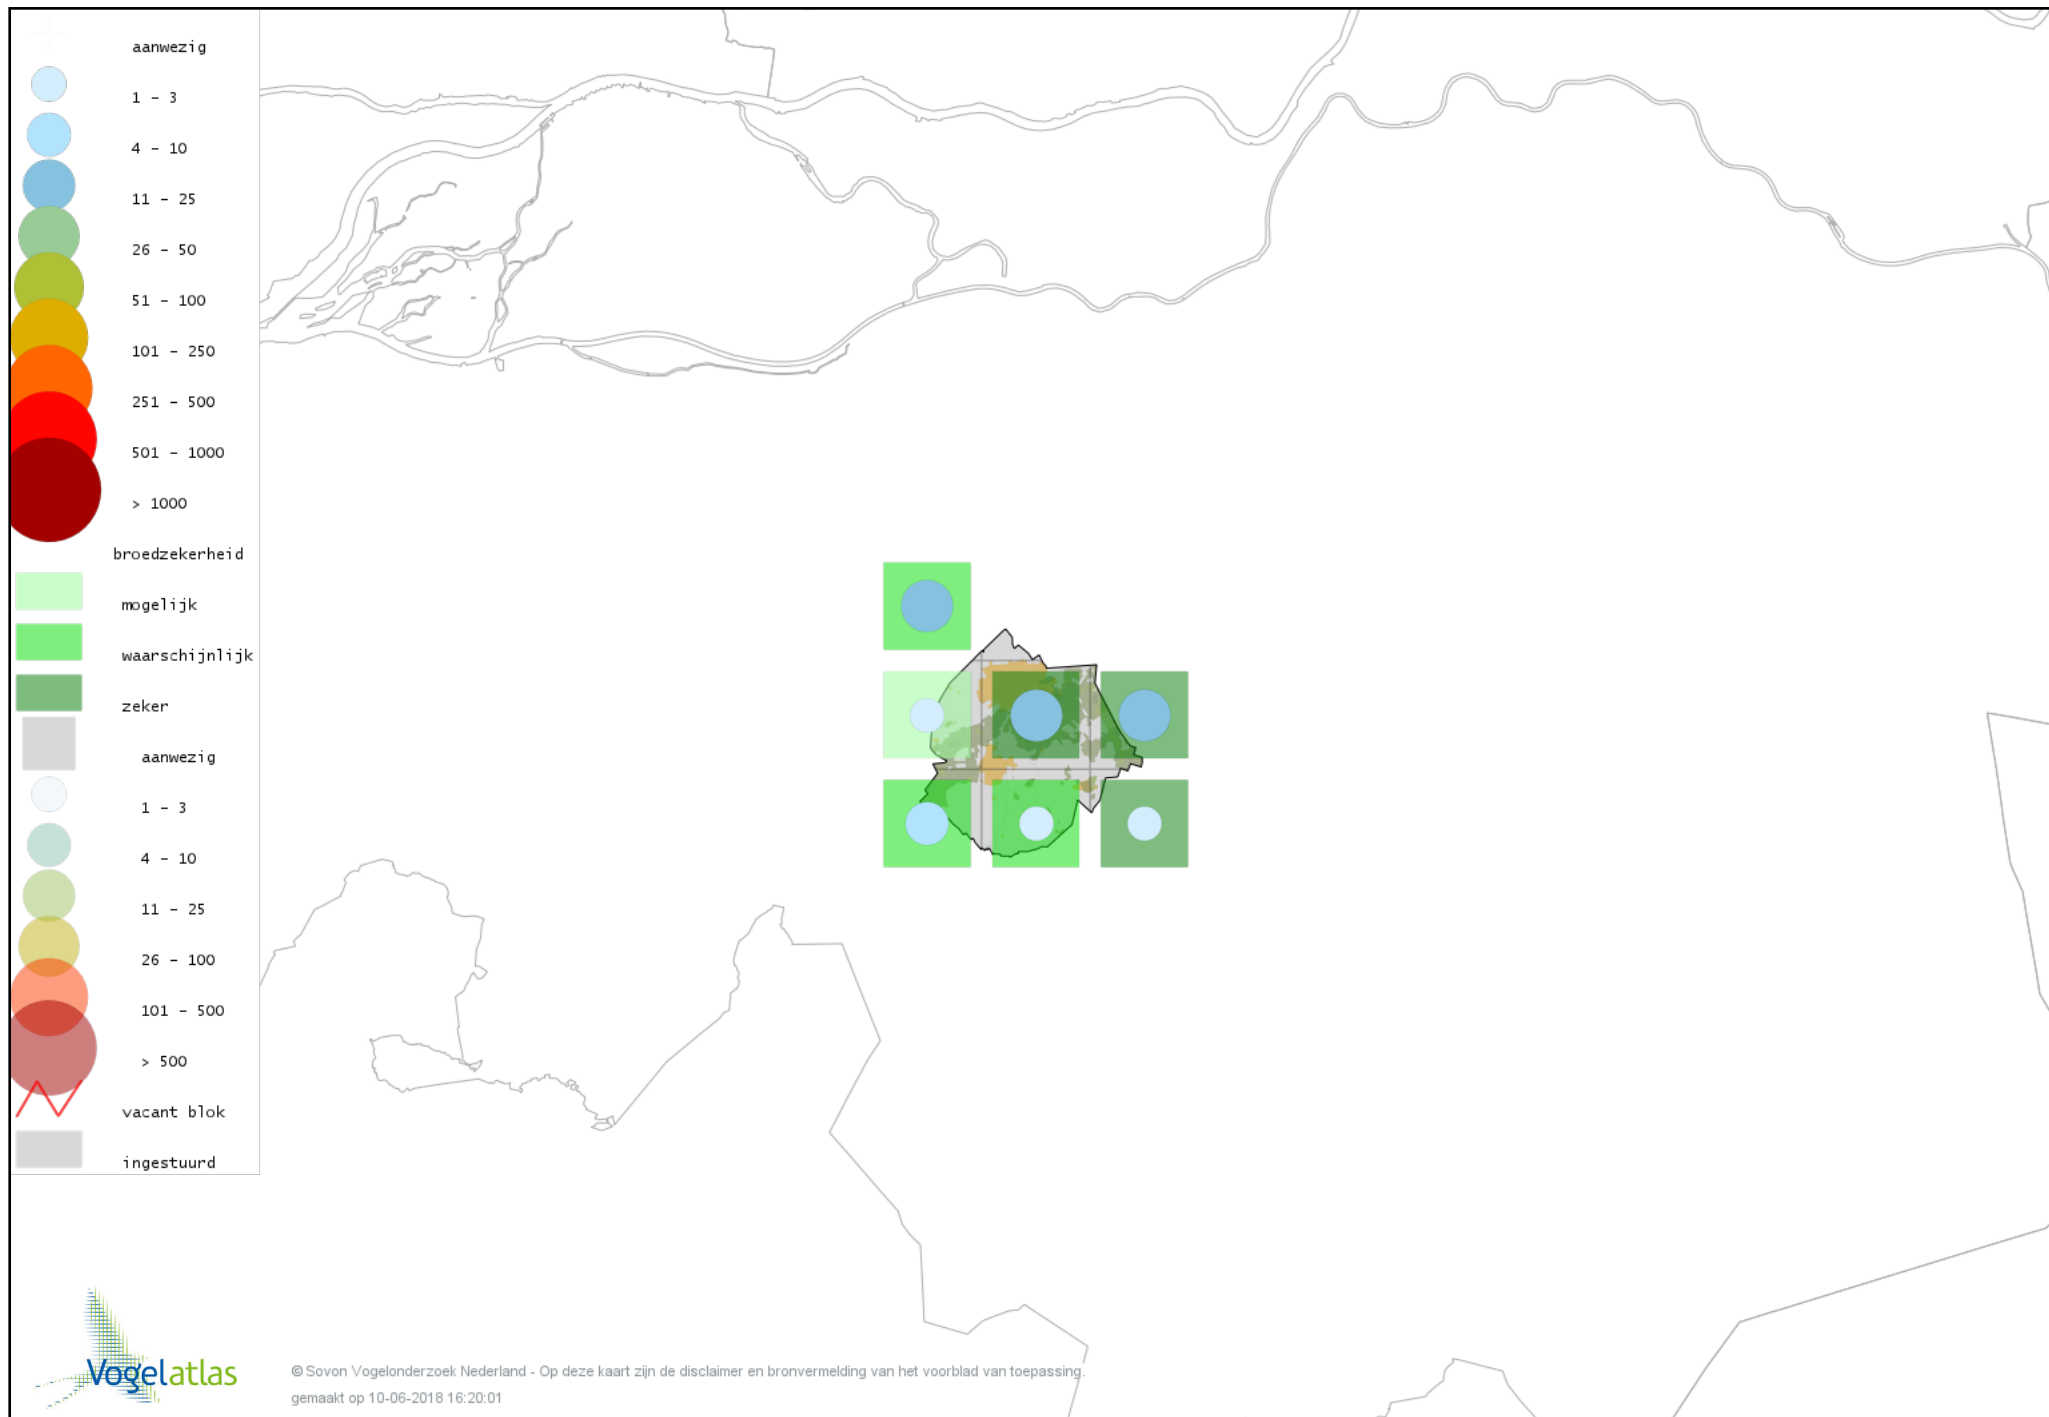 aanwezig
1 - 3
4 - 10
11 - 25
26 - 50
51 - 100
101 - 250
251 - 500
501 - 1000
> 1000
broedzekerheid
mogelijk
waarschijnlijk
zeker
aanwezig
1 - 3
4 - 10
11 - 25
26 - 100
101 - 500
> 500
vacant blok
ingestuurd
Vogelatlas
© Sovon Vogelonderzoek Nederland - Op deze kaart zijn de disclaimer en bronvermelding van het voorblad van toepassing.
gemaakt op 10-06-2018 16:20:01